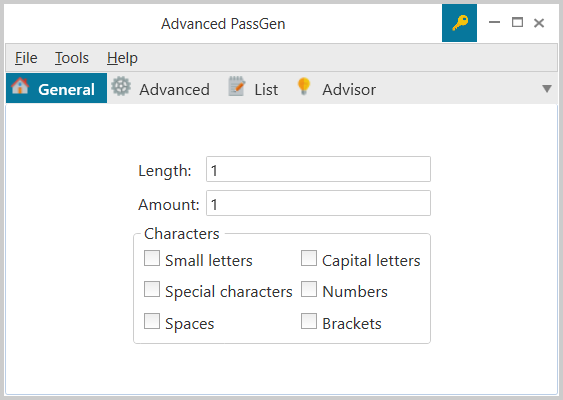 Advanced PassGen
File Tools Help
General Advanced List Advisor
Length: 1
Amount: 1
Characters
Small letters Capital letters
Special characters Numbers
Spaces Brackets